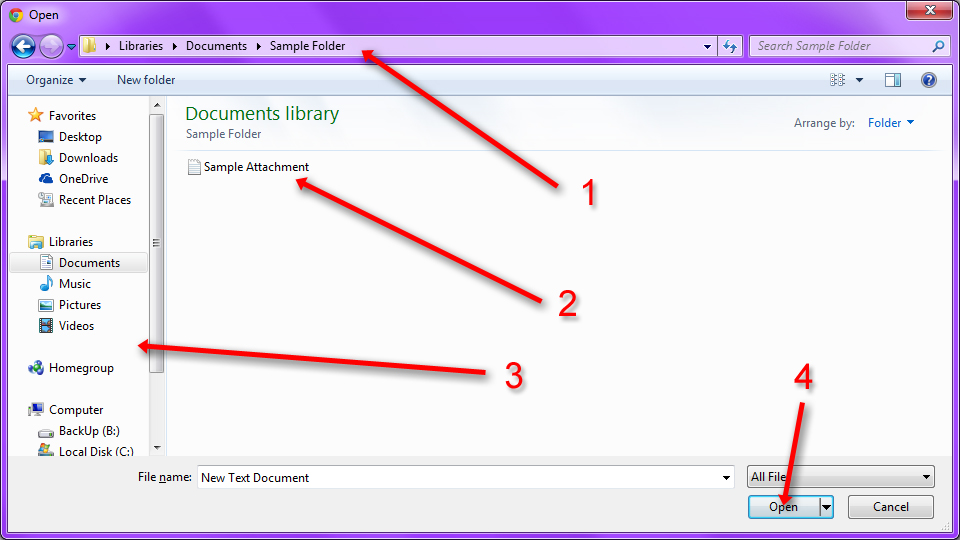 Open
Libraries Documents Sample Folder
Search Sample Folder
Organize New folder
Favorites
Desktop
Downloads
OneDrive
Recent Places
Libraries
Documents
Music
Pictures
Videos
Homegroup
Computer
BackUp (B:)
Local Disk (C:)
Documents library
Sample Folder
Arrange by: Folder
Sample Attachment
1
2
3
4
File name: New Text Document
All File
Open Cancel